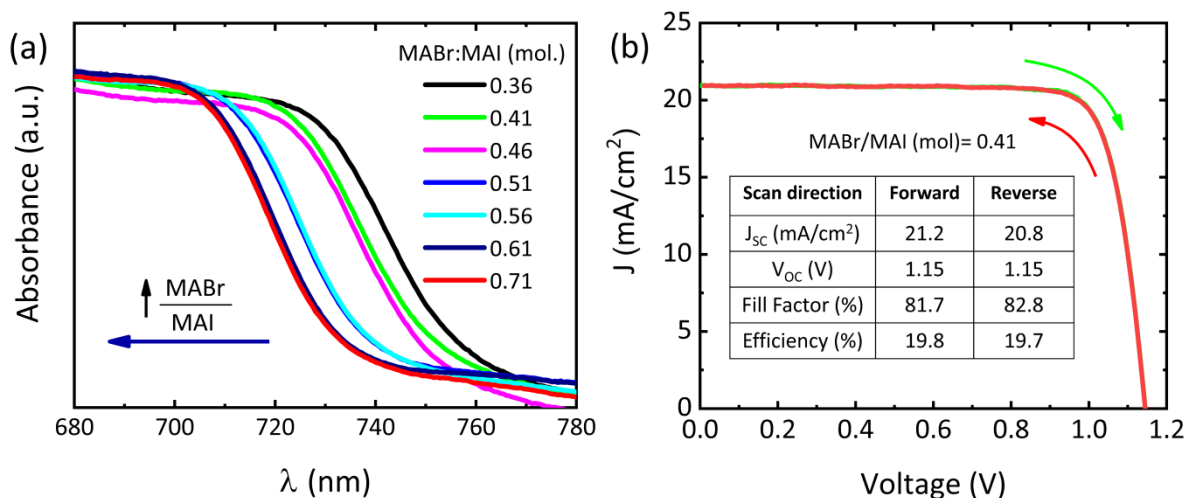 (a)
MABr:MAI (mol.)
0.36
0.41
0.46
0.51
0.56
0.61
0.71
MABr
MAI
Absorbance (a.u.)
680 700 720 740 760 780
λ (nm)
(b)
25
20
15
10
5
0
J (mA/cm²)
MABr/MAI (mol)= 0.41
Scan direction Forward Reverse
J_SC (mA/cm²) 21.2 20.8
V_OC (V) 1.15 1.15
Fill Factor (%) 81.7 82.8
Efficiency (%) 19.8 19.7
0.0 0.2 0.4 0.6 0.8 1.0 1.2
Voltage (V)